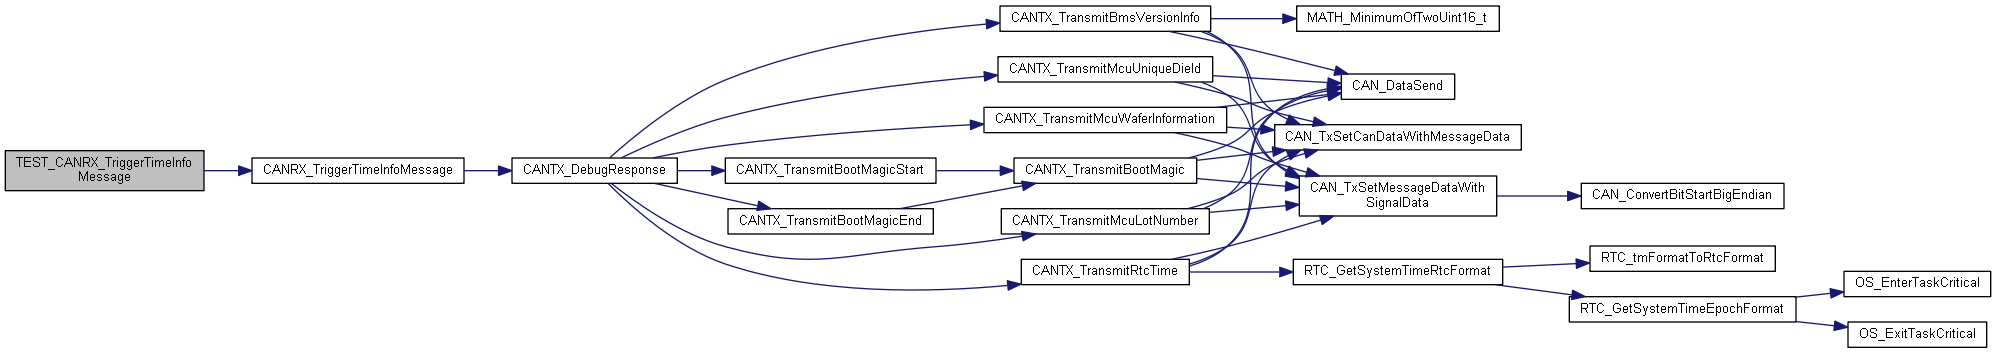 TEST_CANRX_TriggerTimeInfo
Message
CANRX_TriggerTimeInfoMessage
CANTX_DebugResponse
CANTX_TransmitBootMagicStart
CANTX_TransmitBootMagicEnd
CANTX_TransmitBmsVersionInfo
CANTX_TransmitMcuUniqueDieId
CANTX_TransmitMcuWaferInformation
CANTX_TransmitBootMagic
CANTX_TransmitMcuLotNumber
CANTX_TransmitRtcTime
MATH_MinimumOfTwoUint16_t
CAN_DataSend
CAN_TxSetCanDataWithMessageData
CAN_TxSetMessageDataWith
SignalData
RTC_GetSystemTimeRtcFormat
CAN_ConvertBitStartBigEndian
RTC_tmFormatToRtcFormat
RTC_GetSystemTimeEpochFormat
OS_EnterTaskCritical
OS_ExitTaskCritical